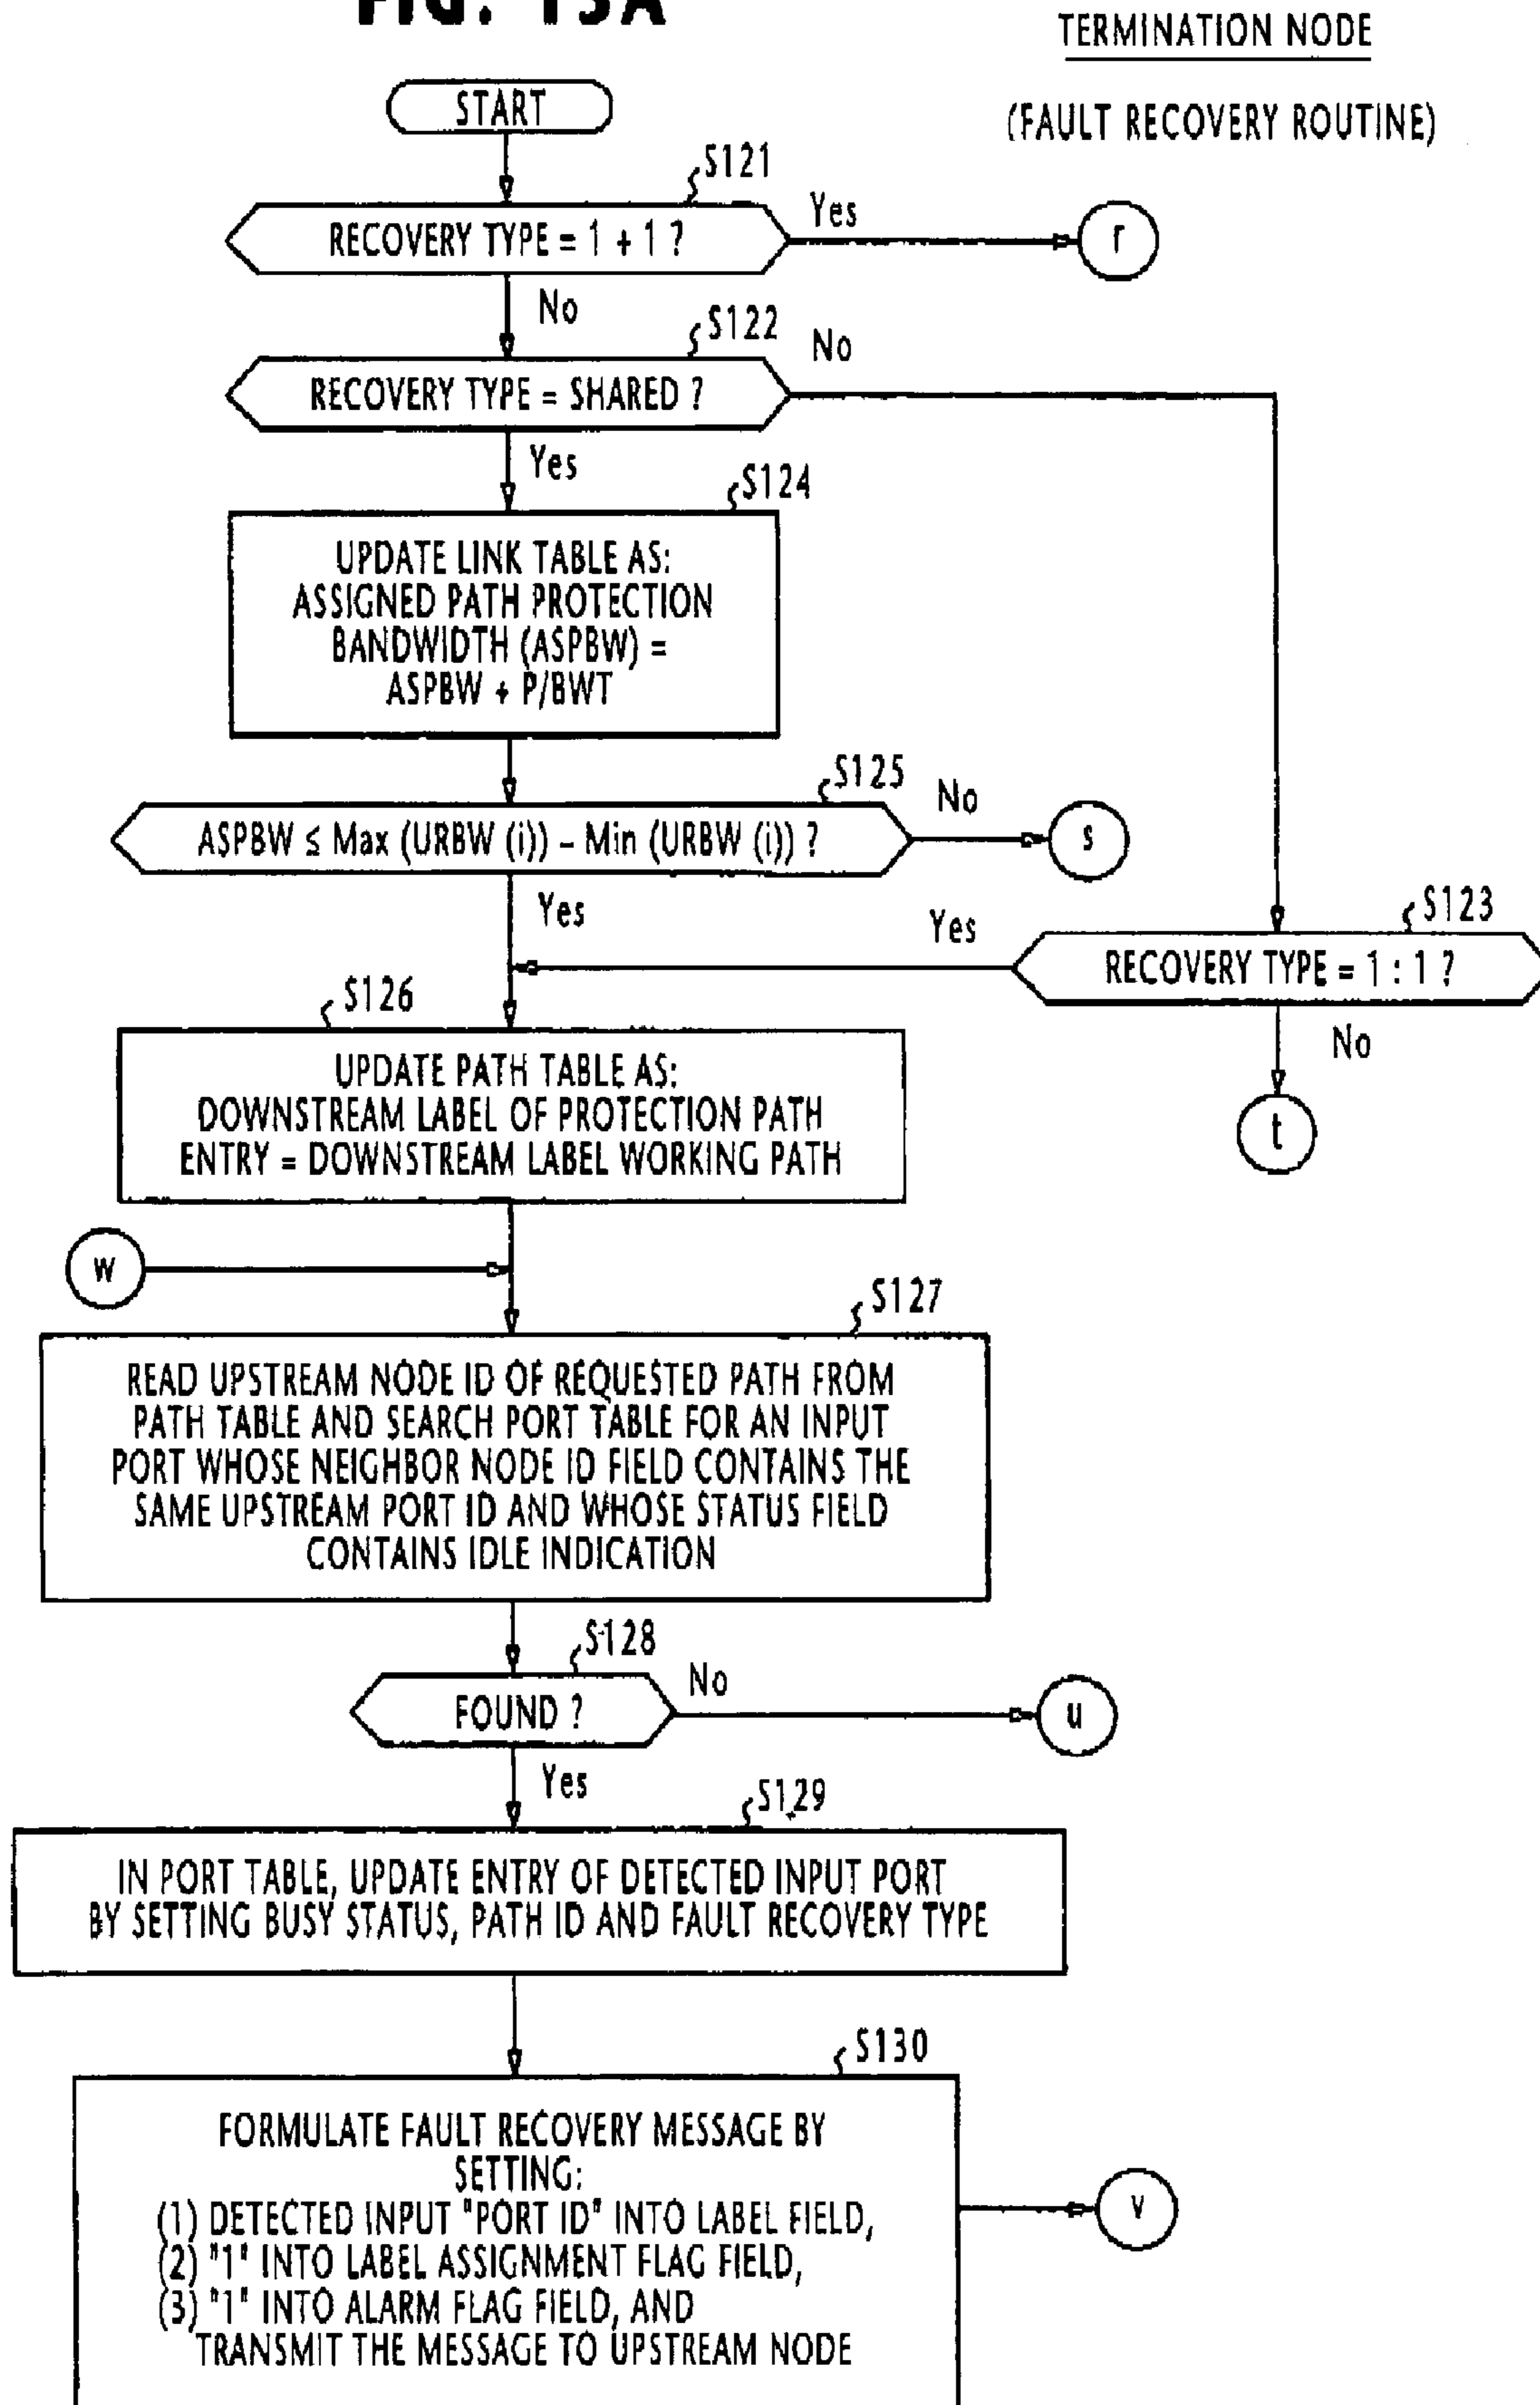 FIG. 13A
TERMINATION NODE
(FAULT RECOVERY ROUTINE)
START
S121
RECOVERY TYPE = 1 + 1 ?
Yes
r
No
S122
RECOVERY TYPE = SHARED ?
No
Yes
S124
UPDATE LINK TABLE AS:
ASSIGNED PATH PROTECTION
BANDWIDTH (ASPBW) =
ASPBW + P/BWT
S125
ASPBW ≤ Max (URBW (i)) – Min (URBW (i)) ?
No
s
Yes
S123
RECOVERY TYPE = 1 : 1 ?
Yes
No
t
S126
UPDATE PATH TABLE AS:
DOWNSTREAM LABEL OF PROTECTION PATH
ENTRY = DOWNSTREAM LABEL WORKING PATH
w
S127
READ UPSTREAM NODE ID OF REQUESTED PATH FROM
PATH TABLE AND SEARCH PORT TABLE FOR AN INPUT
PORT WHOSE NEIGHBOR NODE ID FIELD CONTAINS THE
SAME UPSTREAM PORT ID AND WHOSE STATUS FIELD
CONTAINS IDLE INDICATION
S128
FOUND ?
No
u
Yes
S129
IN PORT TABLE, UPDATE ENTRY OF DETECTED INPUT PORT
BY SETTING BUSY STATUS, PATH ID AND FAULT RECOVERY TYPE
S130
FORMULATE FAULT RECOVERY MESSAGE BY
SETTING:
(1) DETECTED INPUT "PORT ID" INTO LABEL FIELD,
(2) "1" INTO LABEL ASSIGNMENT FLAG FIELD,
(3) "1" INTO ALARM FLAG FIELD, AND
TRANSMIT THE MESSAGE TO UPSTREAM NODE
v